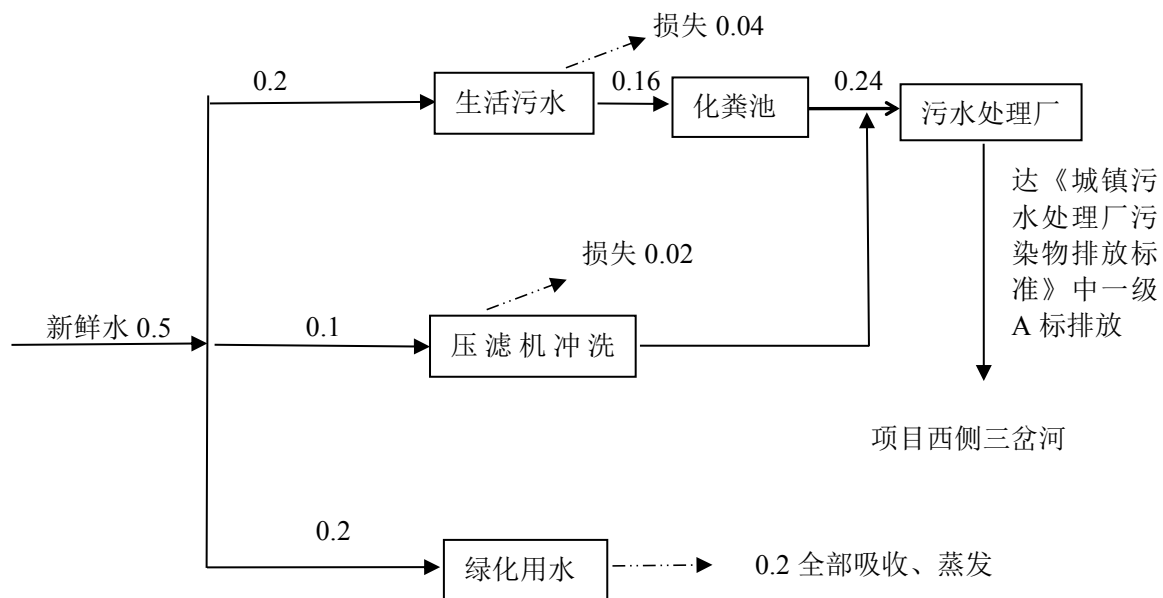 损失 0.04
0.2
生活污水
0.16
化粪池
0.24
污水处理厂
达《城镇污
水处理厂污
染物排放标
准》中一级
A 标排放
损失 0.02
新鲜水 0.5
0.1
压滤机冲洗
项目西侧三岔河
0.2
绿化用水
0.2 全部吸收、蒸发